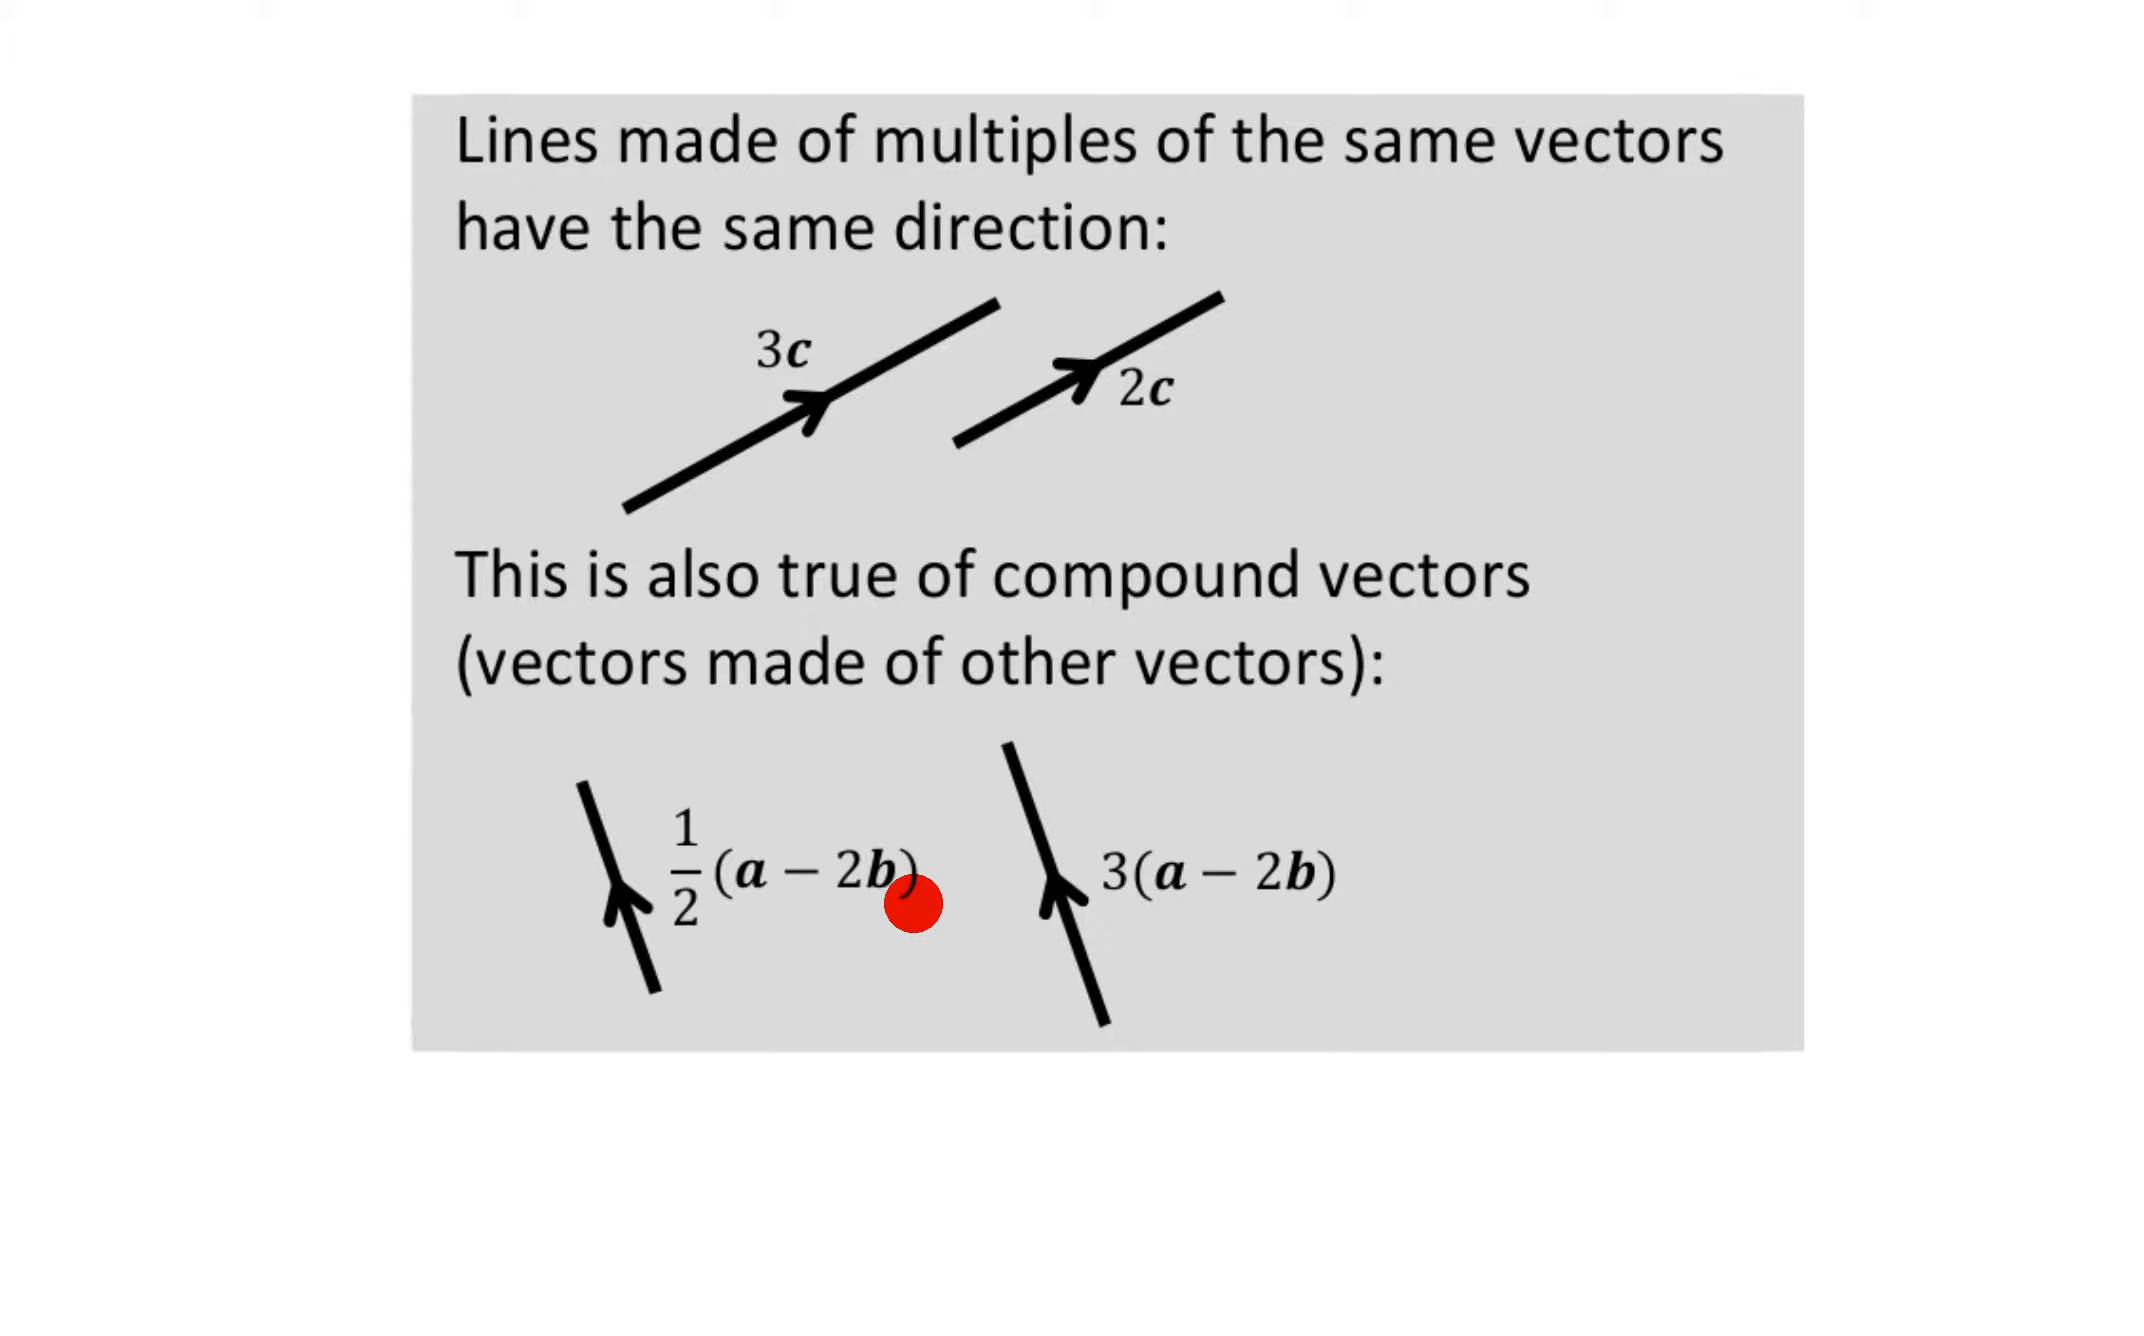 Lines made of multiples of the same vectors
have the same direction:
3c
2c
This is also true of compound vectors
(vectors made of other vectors):
1/2(a − 2b)
3(a − 2b)